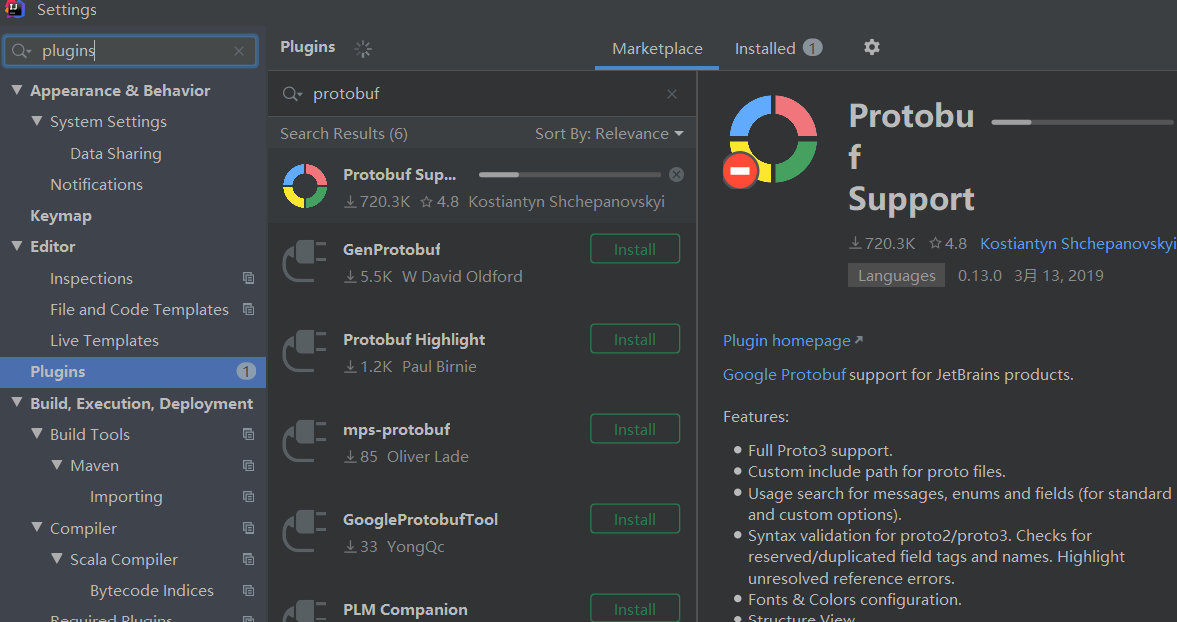 Settings
plugins
Appearance & Behavior
System Settings
Data Sharing
Notifications
Keymap
Editor
Inspections
File and Code Templates
Live Templates
Plugins 1
Build, Execution, Deployment
Build Tools
Maven
Importing
Compiler
Scala Compiler
Bytecode Indices
Required Plugins
Plugins
Marketplace
Installed 1
protobuf
Search Results (6)
Sort By: Relevance
Protobuf Sup...
720.3K 4.8 Kostiantyn Shchepanovskyi
GenProtobuf
Install
5.5K W David Oldford
Protobuf Highlight
Install
1.2K Paul Birnie
mps-protobuf
Install
85 Oliver Lade
GoogleProtobufTool
Install
33 YongQc
PLM Companion
Install
Protobu
f
Support
720.3K 4.8 Kostiantyn Shchepanovskyi
Languages 0.13.0 3月 13, 2019
Plugin homepage
Google Protobuf support for JetBrains products.
Features:
Full Proto3 support.
Custom include path for proto files.
Usage search for messages, enums and fields (for standard
and custom options).
Syntax validation for proto2/proto3. Checks for
reserved/duplicated field tags and names. Highlight
unresolved reference errors.
Fonts & Colors configuration.
Structure View.